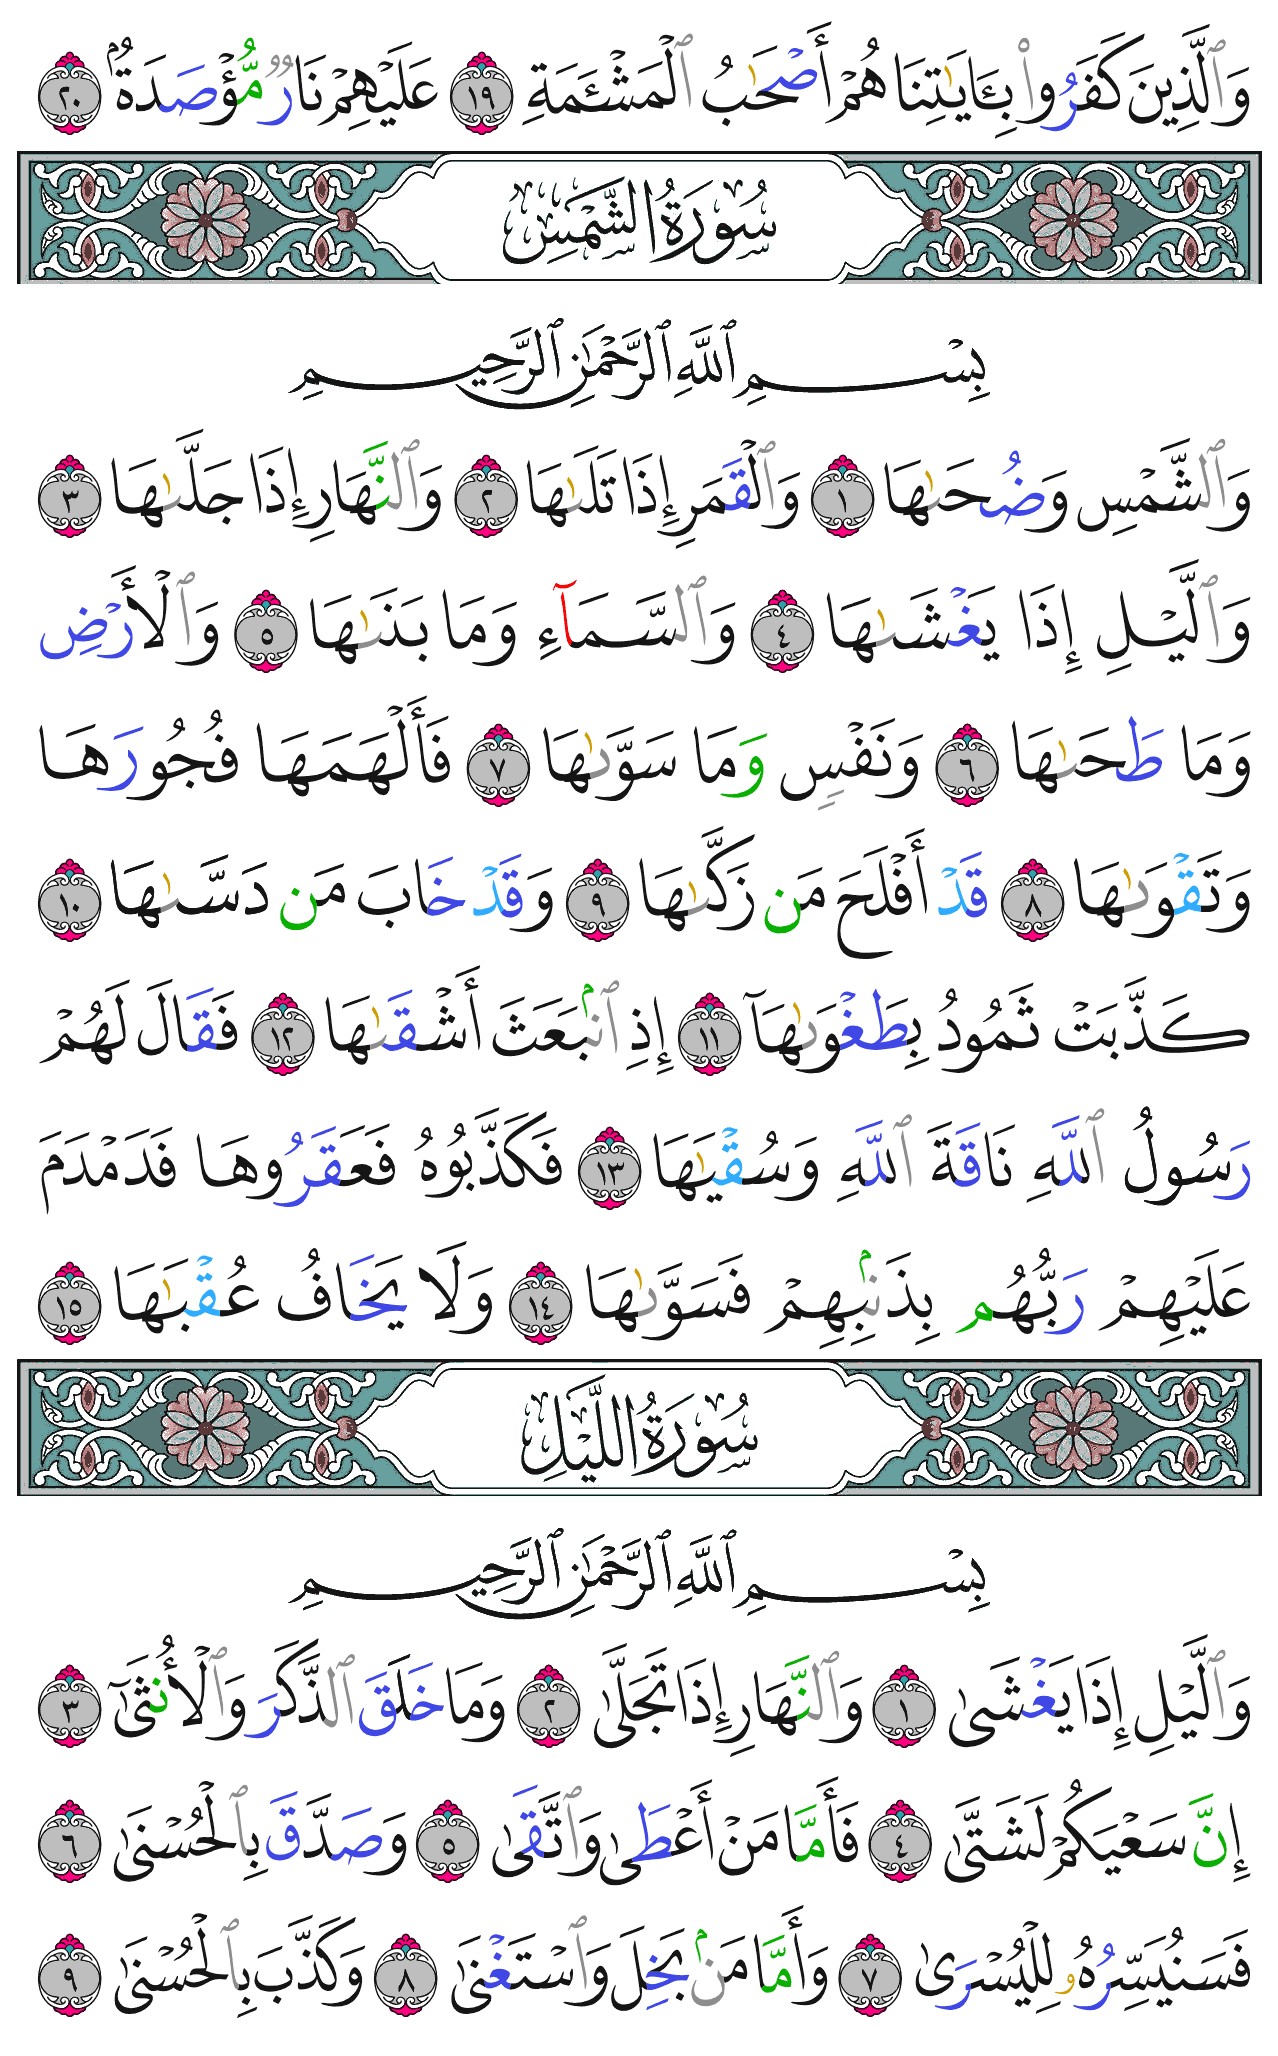 وَٱلَّذِينَ كَفَرُوا۟ بِـَٔايَـٰتِنَا هُمْ أَصْحَـٰبُ ٱلْمَشْـَٔمَةِ ١٩ عَلَيْهِمْ نَارٌ مُّؤْصَدَةٌۢ ٢٠
سُورَةُ الشَّمْسِ
بِسْمِ ٱللَّهِ ٱلرَّحْمَـٰنِ ٱلرَّحِيمِ
وَٱلشَّمْسِ وَضُحَىٰهَا ١ وَٱلْقَمَرِ إِذَا تَلَىٰهَا ٢ وَٱلنَّهَارِ إِذَا جَلَّىٰهَا ٣
وَٱلَّيْلِ إِذَا يَغْشَىٰهَا ٤ وَٱلسَّمَآءِ وَمَا بَنَىٰهَا ٥ وَٱلْأَرْضِ
وَمَا طَحَىٰهَا ٦ وَنَفْسٍ وَمَا سَوَّىٰهَا ٧ فَأَلْهَمَهَا فُجُورَهَا
وَتَقْوَىٰهَا ٨ قَدْ أَفْلَحَ مَن زَكَّىٰهَا ٩ وَقَدْ خَابَ مَن دَسَّىٰهَا ١٠
كَذَّبَتْ ثَمُودُ بِطَغْوَىٰهَآ ١١ إِذِ ٱنۢبَعَثَ أَشْقَىٰهَا ١٢ فَقَالَ لَهُمْ
رَسُولُ ٱللَّهِ نَاقَةَ ٱللَّهِ وَسُقْيَـٰهَا ١٣ فَكَذَّبُوهُ فَعَقَرُوهَا فَدَمْدَمَ
عَلَيْهِمْ رَبُّهُم بِذَنۢبِهِمْ فَسَوَّىٰهَا ١٤ وَلَا يَخَافُ عُقْبَـٰهَا ١٥
سُورَةُ اللَّيْلِ
بِسْمِ ٱللَّهِ ٱلرَّحْمَـٰنِ ٱلرَّحِيمِ
وَٱلَّيْلِ إِذَا يَغْشَىٰ ١ وَٱلنَّهَارِ إِذَا تَجَلَّىٰ ٢ وَمَا خَلَقَ ٱلذَّكَرَ وَٱلْأُنثَىٰٓ ٣
إِنَّ سَعْيَكُمْ لَشَتَّىٰ ٤ فَأَمَّا مَنْ أَعْطَىٰ وَٱتَّقَىٰ ٥ وَصَدَّقَ بِٱلْحُسْنَىٰ ٦
فَسَنُيَسِّرُهُۥ لِلْيُسْرَىٰ ٧ وَأَمَّا مَنۢ بَخِلَ وَٱسْتَغْنَىٰ ٨ وَكَذَّبَ بِٱلْحُسْنَىٰ ٩